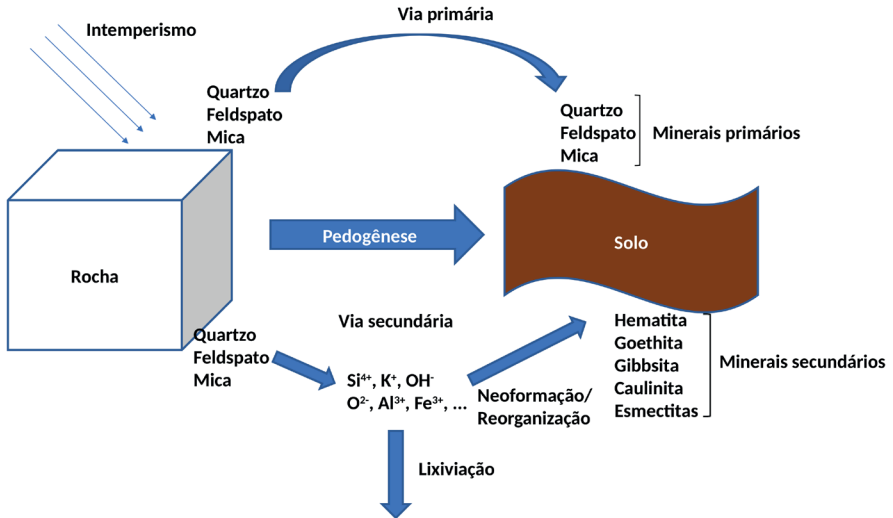 Via primária
Intemperismo
Quartzo
Feldspato
Mica
Quartzo
Feldspato
Mica
Minerais primários
Pedogênese
Solo
Rocha
Via secundária
Quartzo
Feldspato
Mica
Si⁴⁺, K⁺, OH⁻
O²⁻, Al³⁺, Fe³⁺, ...
Neoformação/
Reorganização
Hematita
Goethita
Gibbsita
Caulinita
Esmectitas
Minerais secundários
Lixiviação